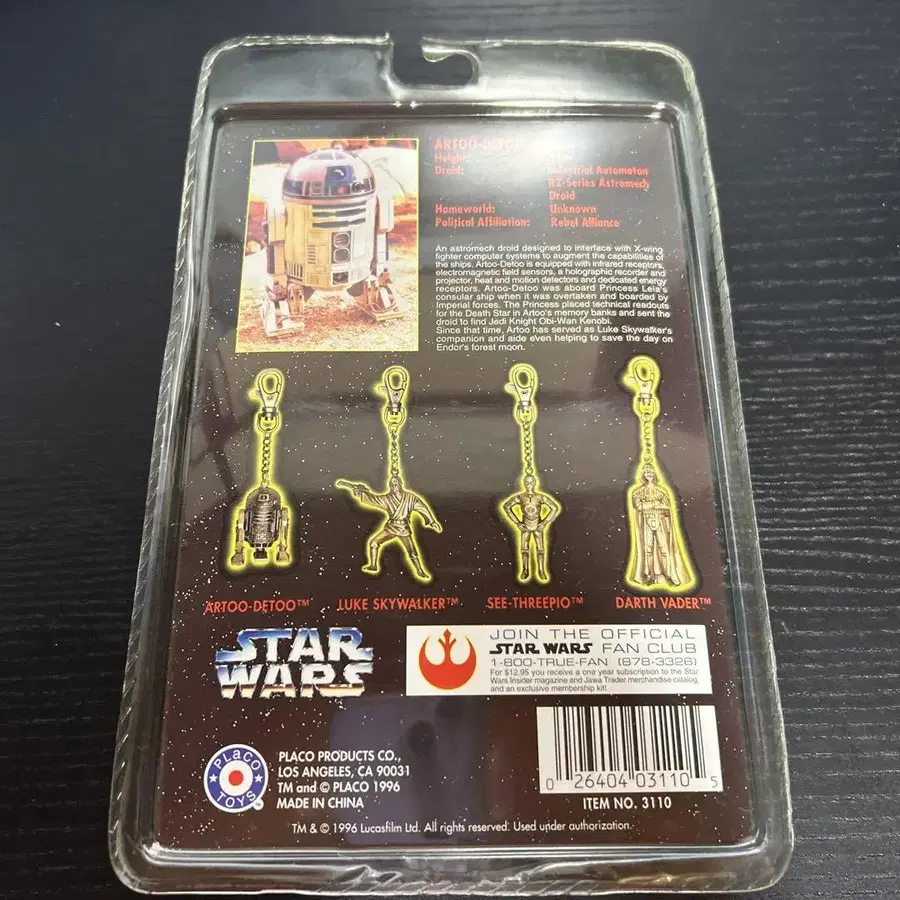 ARTOO-DETOO
Height:
Droid: Industrial Automaton
R2-Series Astromech
Droid
Homeworld: Unknown
Political Affiliation: Rebel Alliance
An astromech droid designed to interface with X-wing
fighter computer systems to augment the capabilities of
the ships, Artoo-Detoo is equipped with infrared receptors,
electromagnetic field sensors, a holographic recorder and
projector, heat and motion detectors and dedicated energy
receptors. Artoo-Detoo was aboard Princess Leia's
consular ship when it was overtaken and boarded by
Imperial forces. The Princess placed technical readouts
for the Death Star in Artoo's memory banks and sent the
droid to find Jedi Knight Obi-Wan Kenobi.
Since that time, Artoo has served as Luke Skywalker's
companion and aide even helping to save the day on
Endor's forest moon.
ARTOO-DETOO™ LUKE SKYWALKER™ SEE-THREEPIO™ DARTH VADER™
STAR
WARS
JOIN THE OFFICIAL
STAR WARS FAN CLUB
1-800-TRUE-FAN (878-3326)
For $12.95 you receive a one year subscription to the Star
Wars Insider magazine and Jawa Trader merchandise catalog,
and an exclusive membership kit!
PLACO
TOYS
PLACO PRODUCTS CO.,
LOS ANGELES, CA 90031
TM and © PLACO 1996
MADE IN CHINA
0 26404 03110 5
ITEM NO. 3110
TM & © 1996 Lucasfilm Ltd. All rights reserved. Used under authorization.